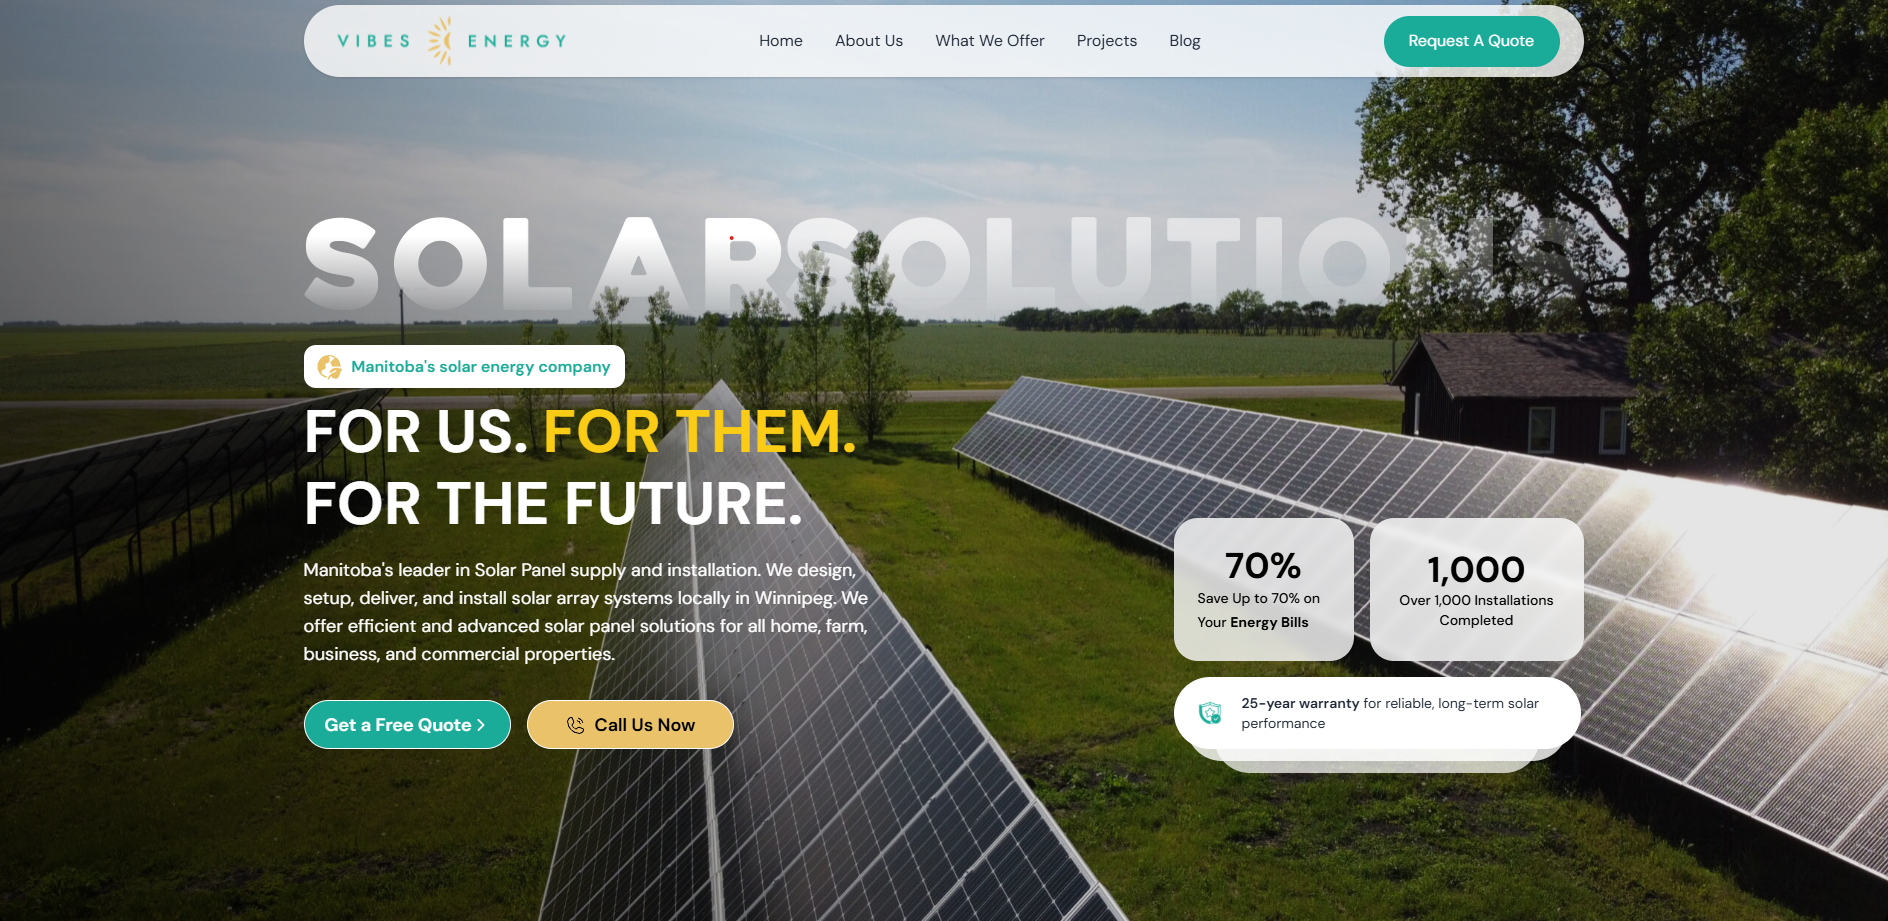 VIBES ENERGY
Home About Us What We Offer Projects Blog
Request A Quote
SOLAR SOLUTIONS
Manitoba's solar energy company
FOR US. FOR THEM.
FOR THE FUTURE.
Manitoba's leader in Solar Panel supply and installation. We design,
setup, deliver, and install solar array systems locally in Winnipeg. We
offer efficient and advanced solar panel solutions for all home, farm,
business, and commercial properties.
Get a Free Quote
Call Us Now
70%
Save Up to 70% on
Your Energy Bills
1,000
Over 1,000 Installations
Completed
25-year warranty for reliable, long-term solar
performance